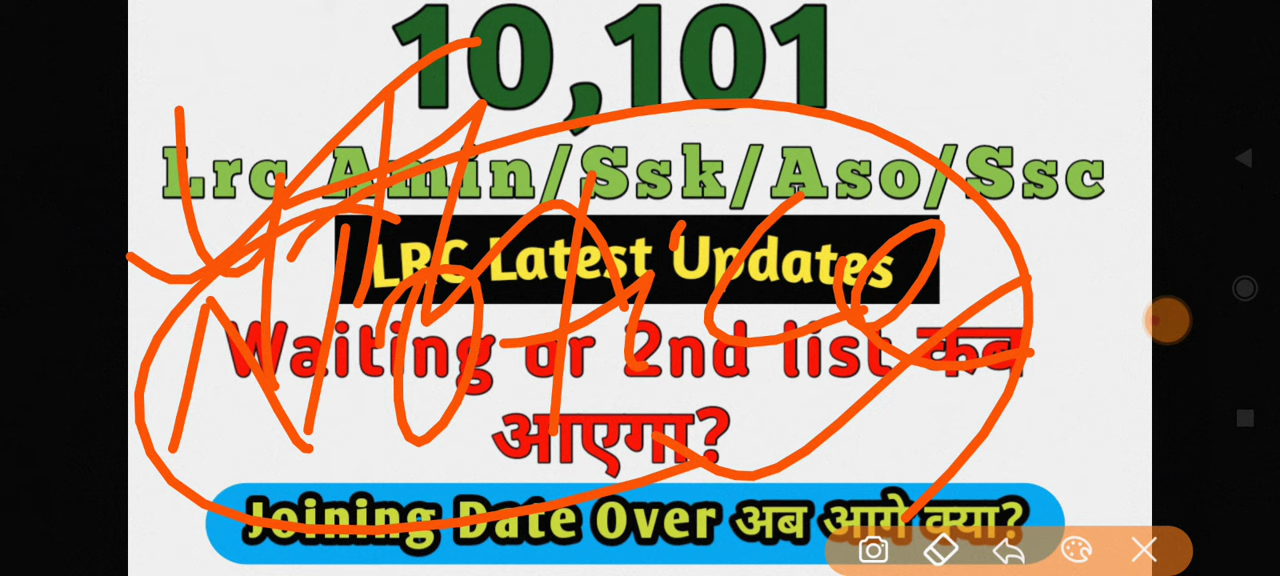 10,101
Lrc Amin/Ssk/Aso/Ssc
LRC Latest Updates
Waiting or 2nd list कब
आएगा?
Joining Date Over अब आगे क्या?
Notice